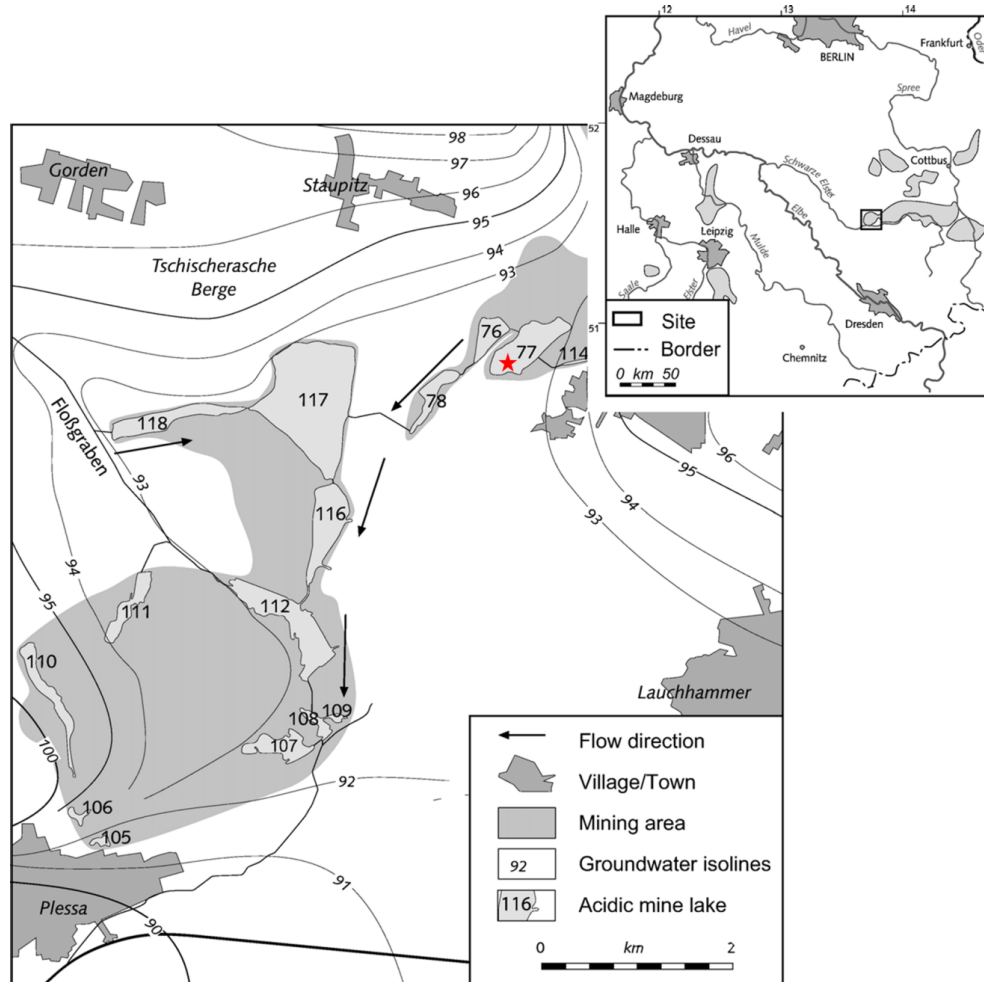 12
13
14
Havel
BERLIN
Frankfurt
Oder
Spree
Magdeburg
52
Dessau
Cottbus
Schwarze Elster
Elbe
Halle
Leipzig
Mulde
Saale
Elster
51
Dresden
Chemnitz
Site
Border
0 km 50
98
97
96
95
94
93
Gorden
Staupitz
Tschischerasche
Berge
76
77
114
78
117
118
Floßgraben
93
116
94
95
111
112
110
109
108
107
100
106
105
92
91
90
Plessa
96
95
94
93
Lauchhammer
Flow direction
Village/Town
Mining area
92 Groundwater isolines
116 Acidic mine lake
0 km 2